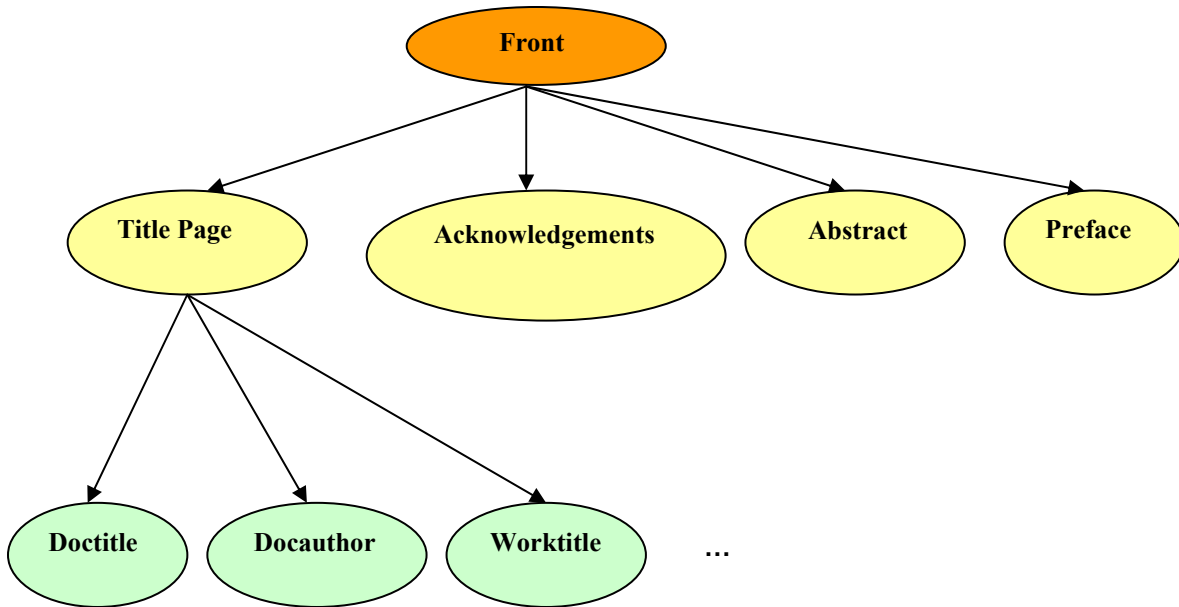 Front
Title Page
Acknowledgements
Abstract
Preface
Doctitle
Docauthor
Worktitle
...